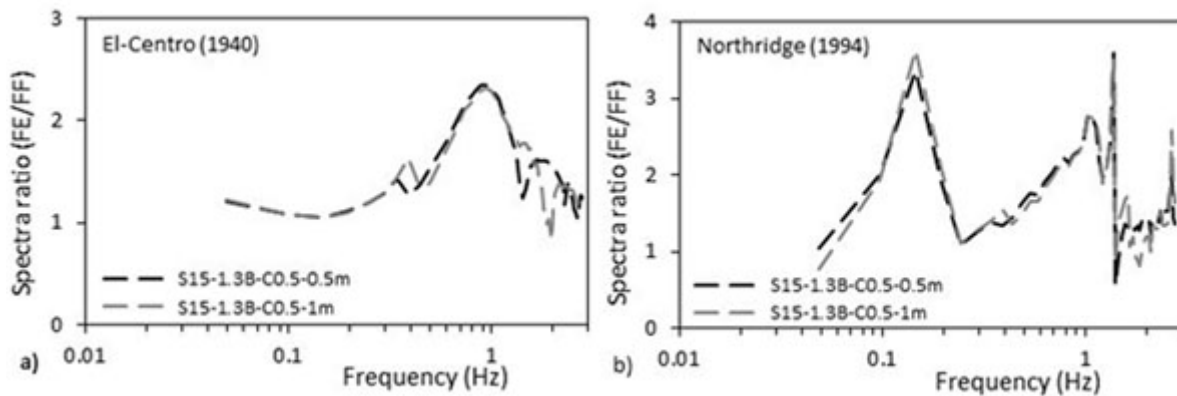 3
El-Centro (1940)
2
1
0
Spectra ratio (FE/FF)
S15-1.3B-C0.5-0.5m
S15-1.3B-C0.5-1m
0.01
0.1
1
a)
Frequency (Hz)
4
Northridge (1994)
3
2
1
0
Spectra ratio (FE/FF)
S15-1.3B-C0.5-0.5m
S15-1.3B-C0.5-1m
0.01
0.1
1
b)
Frequency (Hz)